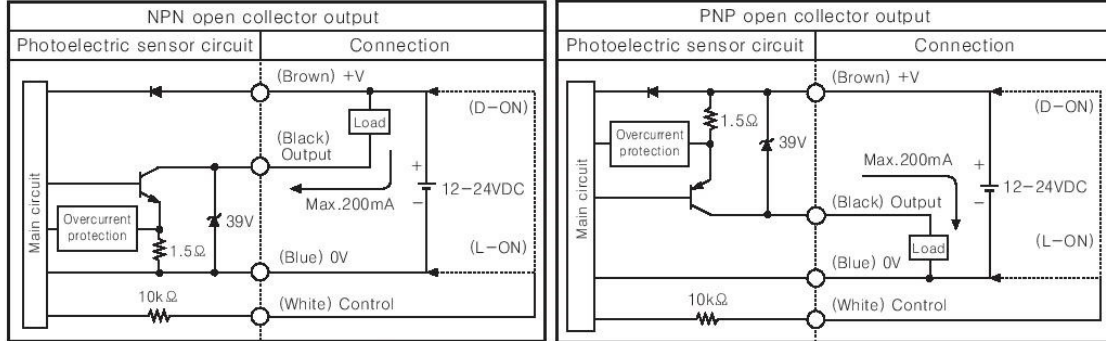 NPN open collector output
Photoelectric sensor circuit
Connection
(Brown) +V
(D-ON)
Load
(Black)
Output
+
12-24VDC
-
Max.200mA
Main circuit
Overcurrent
protection
39V
1.5Ω
(L-ON)
(Blue) 0V
10kΩ
(White) Control
PNP open collector output
Photoelectric sensor circuit
Connection
(Brown) +V
(D-ON)
1.5Ω
Overcurrent
protection
39V
Max.200mA
+
12-24VDC
-
Main circuit
(Black) Output
Load
(L-ON)
(Blue) 0V
10kΩ
(White) Control